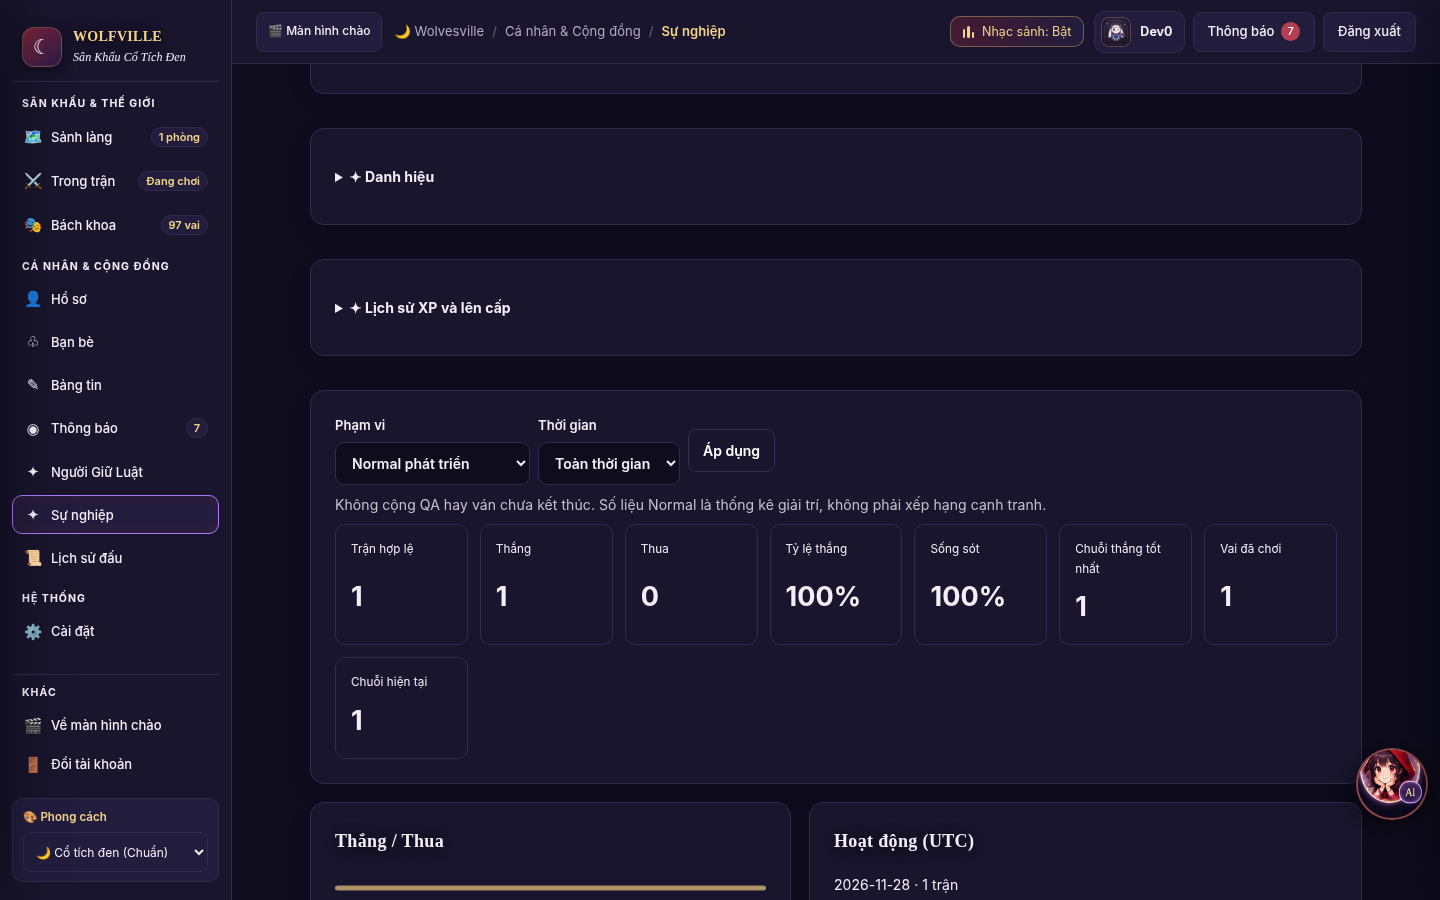 WOLFVILLE
Sân Khấu Cổ Tích Đen
SÂN KHẤU & THẾ GIỚI
Sảnh làng
1 phòng
Trong trận
Đang chơi
Bách khoa
97 vai
CÁ NHÂN & CỘNG ĐỒNG
Hồ sơ
Bạn bè
Bảng tin
Thông báo
7
Người Giữ Luật
Sự nghiệp
Lịch sử đấu
HỆ THỐNG
Cài đặt
KHÁC
Về màn hình chào
Đổi tài khoản
Phong cách
🌙 Cổ tích đen (Chuẩn)
🎬 Màn hình chào
🌙 Wolvesville / Cá nhân & Cộng đồng / Sự nghiệp
Nhạc sảnh: Bật
Dev0
Thông báo 7
Đăng xuất
▶ ✦ Danh hiệu
▶ ✦ Lịch sử XP và lên cấp
Phạm vi
Normal phát triển
Thời gian
Toàn thời gian
Áp dụng
Không cộng QA hay ván chưa kết thúc. Số liệu Normal là thống kê giải trí, không phải xếp hạng cạnh tranh.
Trận hợp lệ
1
Thắng
1
Thua
0
Tỷ lệ thắng
100%
Sống sót
100%
Chuỗi thắng tốt
nhất
1
Vai đã chơi
1
Chuỗi hiện tại
1
AI
Thắng / Thua
Hoạt động (UTC)
2026-11-28 · 1 trận